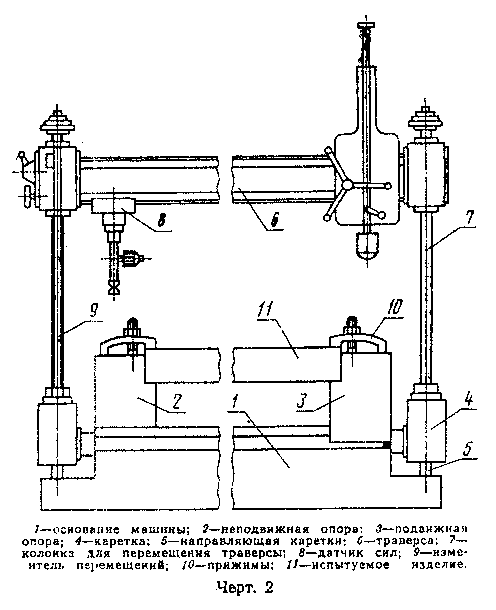 8
6
7
9
11
10
2
1
3
4
5
1—основание машины; 2—неподвижная опора; 3—подвижная
опора; 4—каретка; 5—направляющая каретки; 6—траверса; 7—
колонка для перемещения траверсы; 8—датчик сил; 9—изме-
итель перемещений; 10—прижимы; 11—испытуемое изделие.
Черт. 2